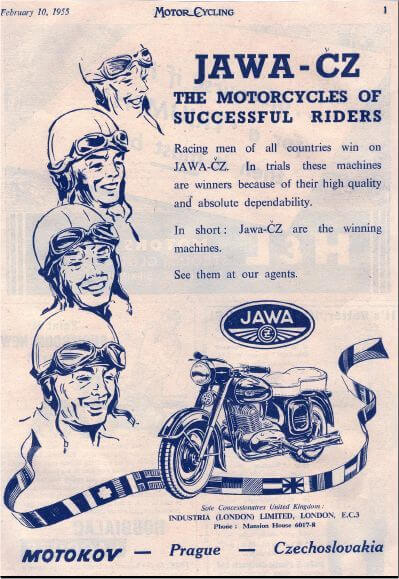 February 10, 1955
MOTOR CYCLING
1
JAWA-ČZ
THE MOTORCYCLES OF
SUCCESSFUL RIDERS
Racing men of all countries win on
JAWA-ČZ. In trials these machines
are winners because of their high quality
and absolute dependability.
In short: Jawa-ČZ are the winning
machines.
See them at our agents.
JAWA
ČZ
Sole Concessionaires United Kingdom:
INDUSTRIA (LONDON) LIMITED, LONDON, E.C.3
Phone: Mansion House 6017-8
MOTOKOV — Prague — Czechoslovakia